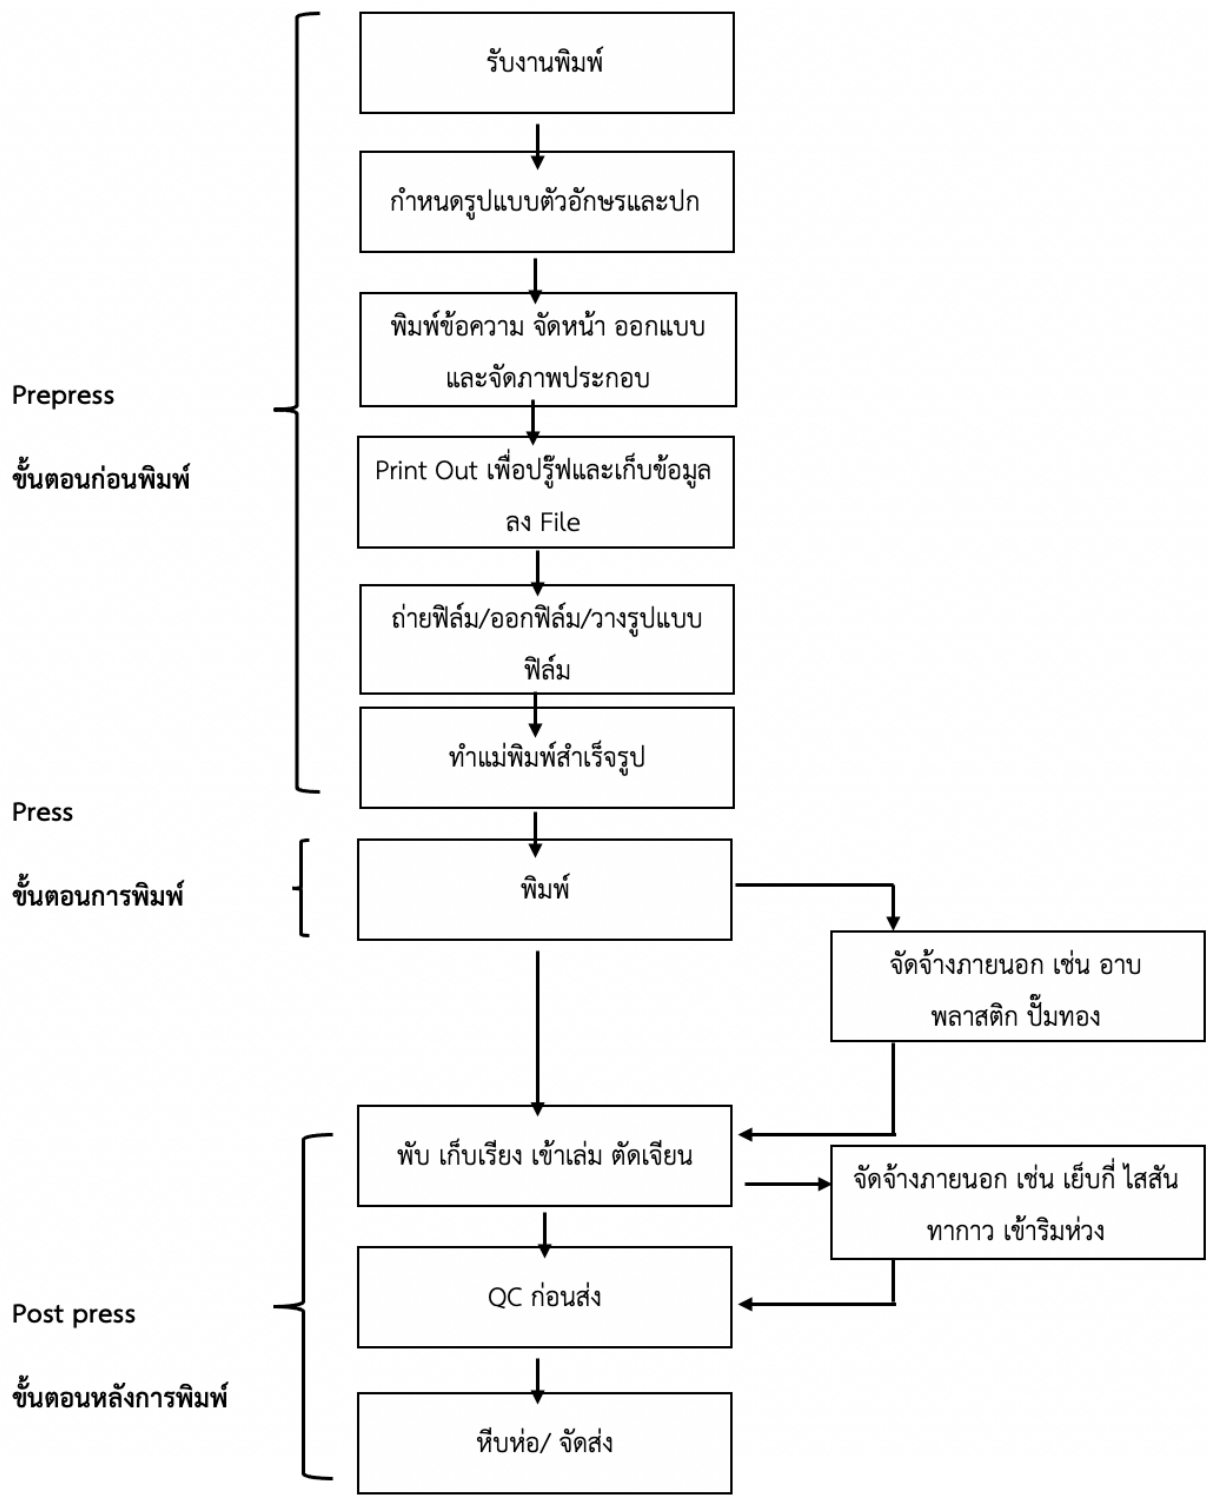 รับงานพิมพ์
กำหนดรูปแบบตัวอักษรและปก
พิมพ์ข้อความ จัดหน้า ออกแบบ
และจัดภาพประกอบ
Prepress
ขั้นตอนก่อนพิมพ์
Print Out เพื่อปรู๊ฟและเก็บข้อมูล
ลง File
ถ่ายฟิล์ม/ออกฟิล์ม/วางรูปแบบ
ฟิล์ม
ทำแม่พิมพ์สำเร็จรูป
Press
ขั้นตอนการพิมพ์
พิมพ์
จัดจ้างภายนอก เช่น อาบ
พลาสติก ปั๊มทอง
พับ เก็บเรียง เข้าเล่ม ตัดเจียน
จัดจ้างภายนอก เช่น เย็บกี่ ไสสัน
ทากาว เข้าริมห่วง
Post press
ขั้นตอนหลังการพิมพ์
QC ก่อนส่ง
หีบห่อ/ จัดส่ง